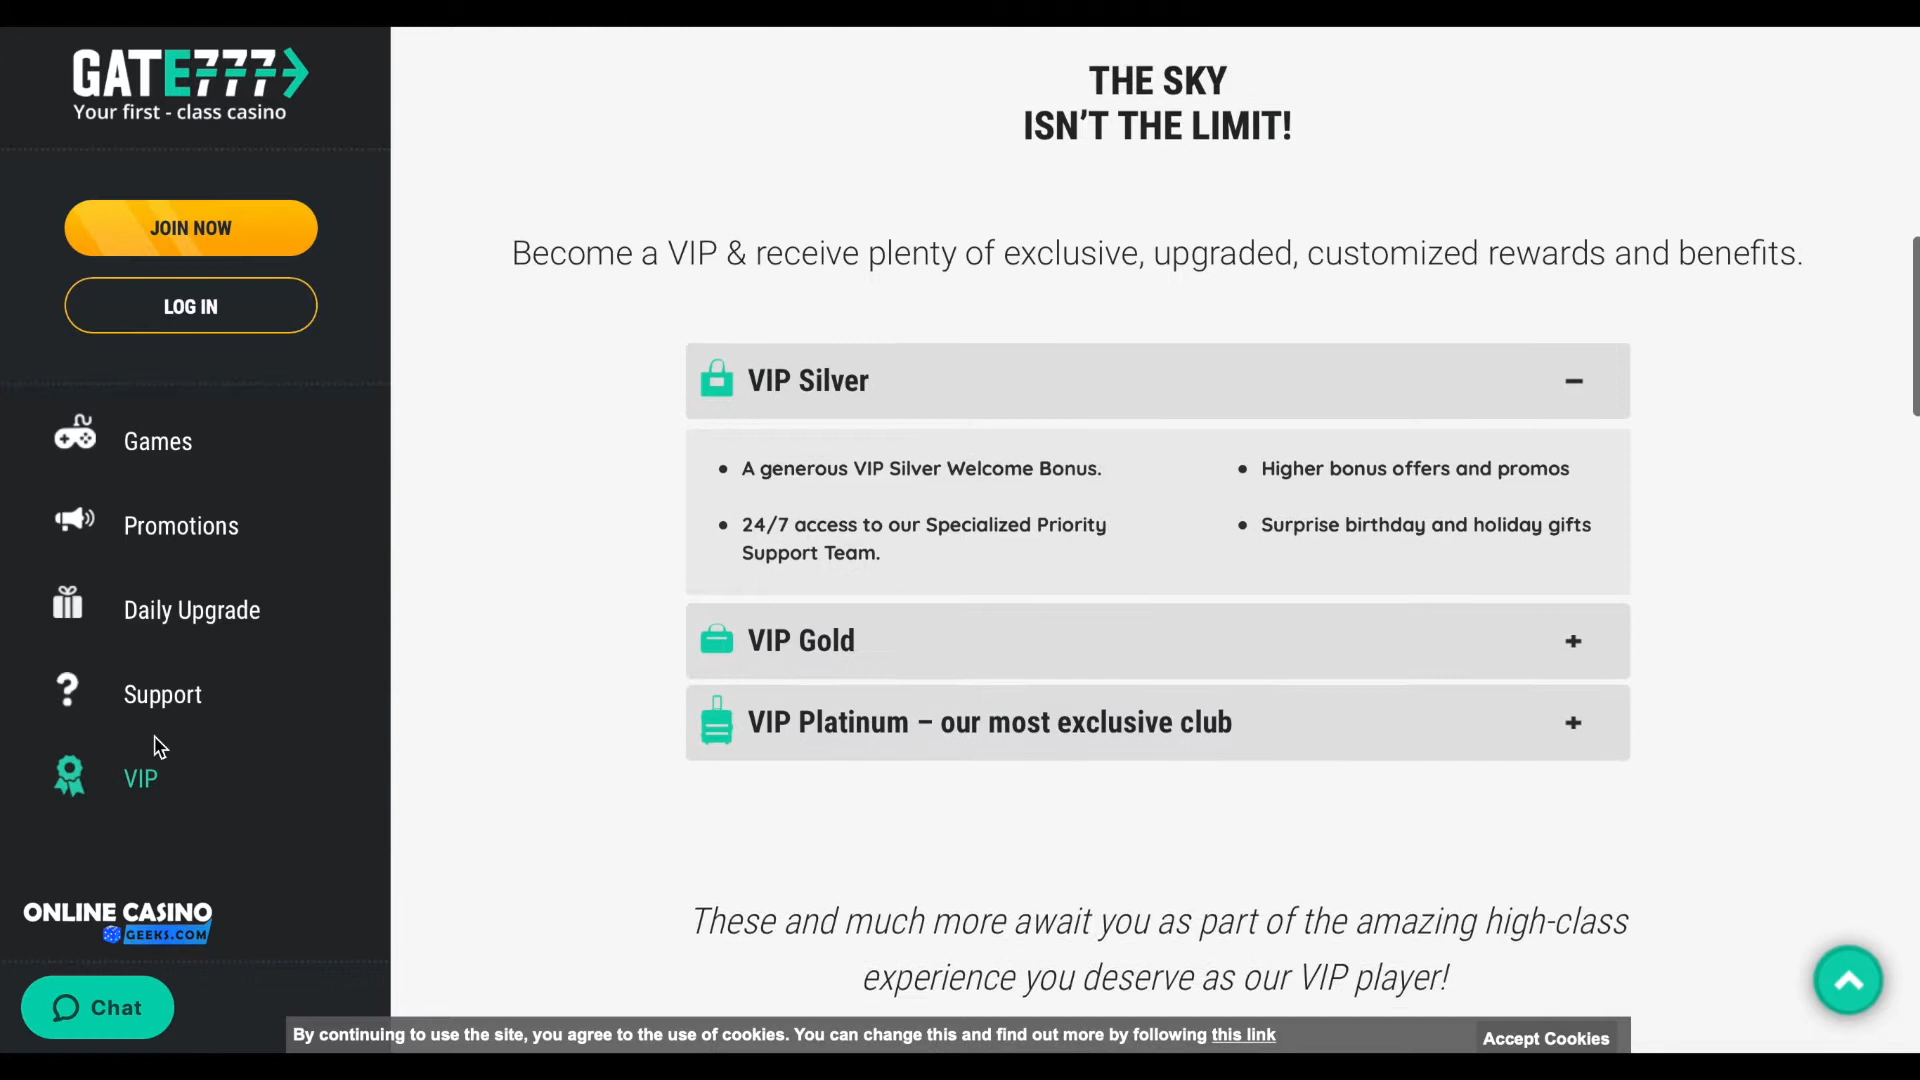 GATE777
Your first - class casino
JOIN NOW
LOG IN
Games
Promotions
Daily Upgrade
Support
VIP
ONLINE CASINO
GEEKS.COM
Chat
THE SKY
ISN’T THE LIMIT!
Become a VIP & receive plenty of exclusive, upgraded, customized rewards and benefits.
VIP Silver
A generous VIP Silver Welcome Bonus.
24/7 access to our Specialized Priority
Support Team.
Higher bonus offers and promos
Surprise birthday and holiday gifts
VIP Gold
VIP Platinum – our most exclusive club
These and much more await you as part of the amazing high-class
experience you deserve as our VIP player!
By continuing to use the site, you agree to the use of cookies. You can change this and find out more by following this link
Accept Cookies